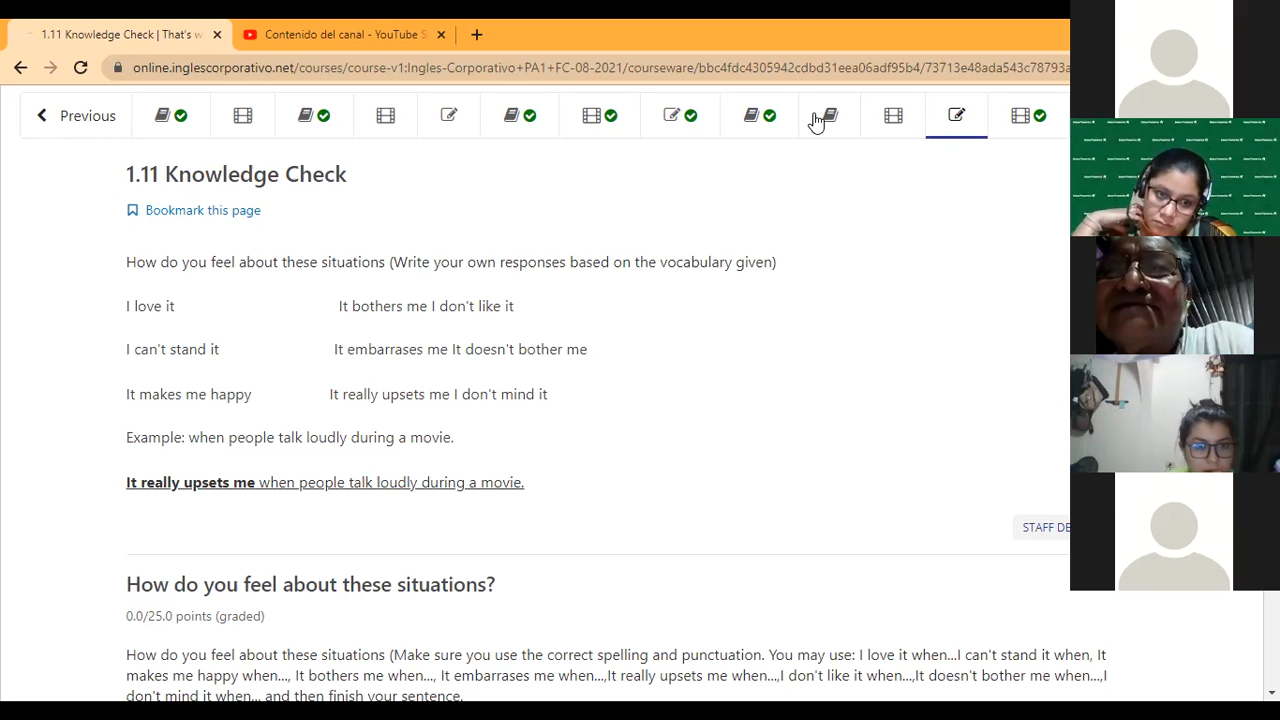 1.11 Knowledge Check | That's w
Contenido del canal - YouTube S
online.inglescorporativo.net/courses/course-v1:Ingles-Corporativo+PA1+FC-08-2021/courseware/bbc4fdc4305942cdbd31eea06adf95b4/73713e48ada543c78793a
Previous
1.11 Knowledge Check
Bookmark this page
How do you feel about these situations (Write your own responses based on the vocabulary given)
I love it It bothers me I don't like it
I can't stand it It embarrases me It doesn't bother me
It makes me happy It really upsets me I don't mind it
Example: when people talk loudly during a movie.
It really upsets me when people talk loudly during a movie.
STAFF DE
How do you feel about these situations?
0.0/25.0 points (graded)
How do you feel about these situations (Make sure you use the correct spelling and punctuation. You may use: I love it when...I can't stand it when, It
makes me happy when..., It bothers me when..., It embarrases me when...,It really upsets me when...,I don't like it when...,It doesn't bother me when...,I
don't mind it when... and then finish your sentence.